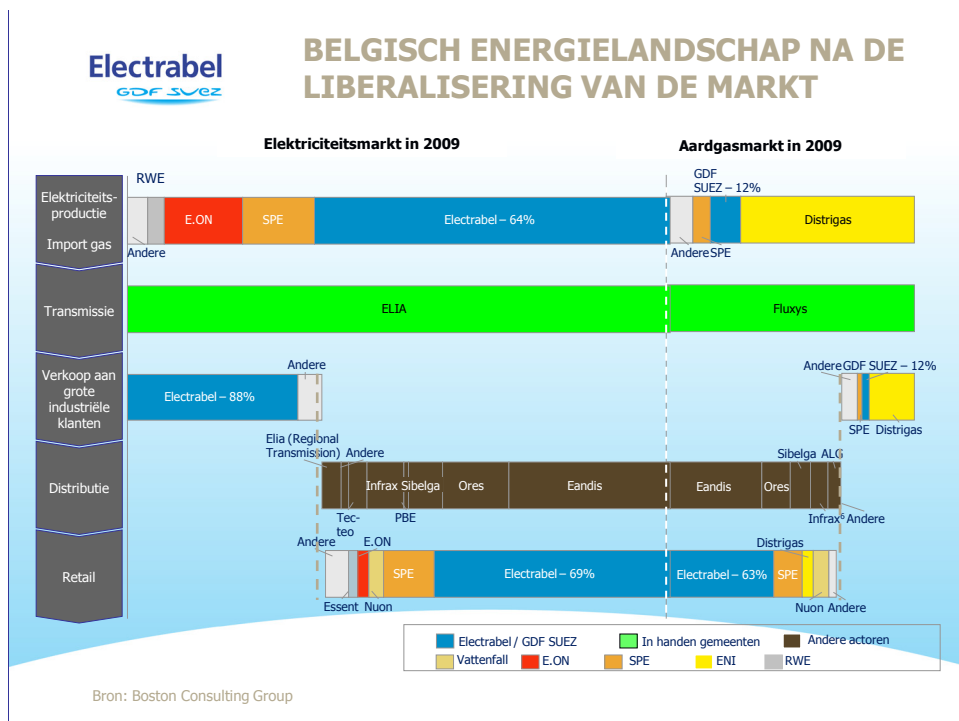 Electrabel
GDF SUEZ
BELGISCH ENERGIELANDSCHAP NA DE
LIBERALISERING VAN DE MARKT
Elektriciteitsmarkt in 2009
Aardgasmarkt in 2009
Elektriciteits-
productie
Import gas
RWE
E.ON
SPE
Electrabel – 64%
Andere
GDF
SUEZ – 12%
Distrigas
Andere SPE
Transmissie
ELIA
Fluxys
Verkoop aan
grote
industriële
klanten
Andere
Electrabel – 88%
Andere GDF SUEZ – 12%
SPE Distrigas
Distributie
Elia (Regional
Transmission) Andere
Infrax Sibelga Ores Eandis
Tec-
teo
PBE
Sibelga ALG
Eandis Ores
Infrax⁶ Andere
Retail
Andere
E.ON
SPE
Electrabel – 69%
Essent Nuon
Distrigas
Electrabel – 63% SPE
Nuon Andere
Electrabel / GDF SUEZ
In handen gemeenten
Andere actoren
Vattenfall
E.ON
SPE
ENI
RWE
Bron: Boston Consulting Group